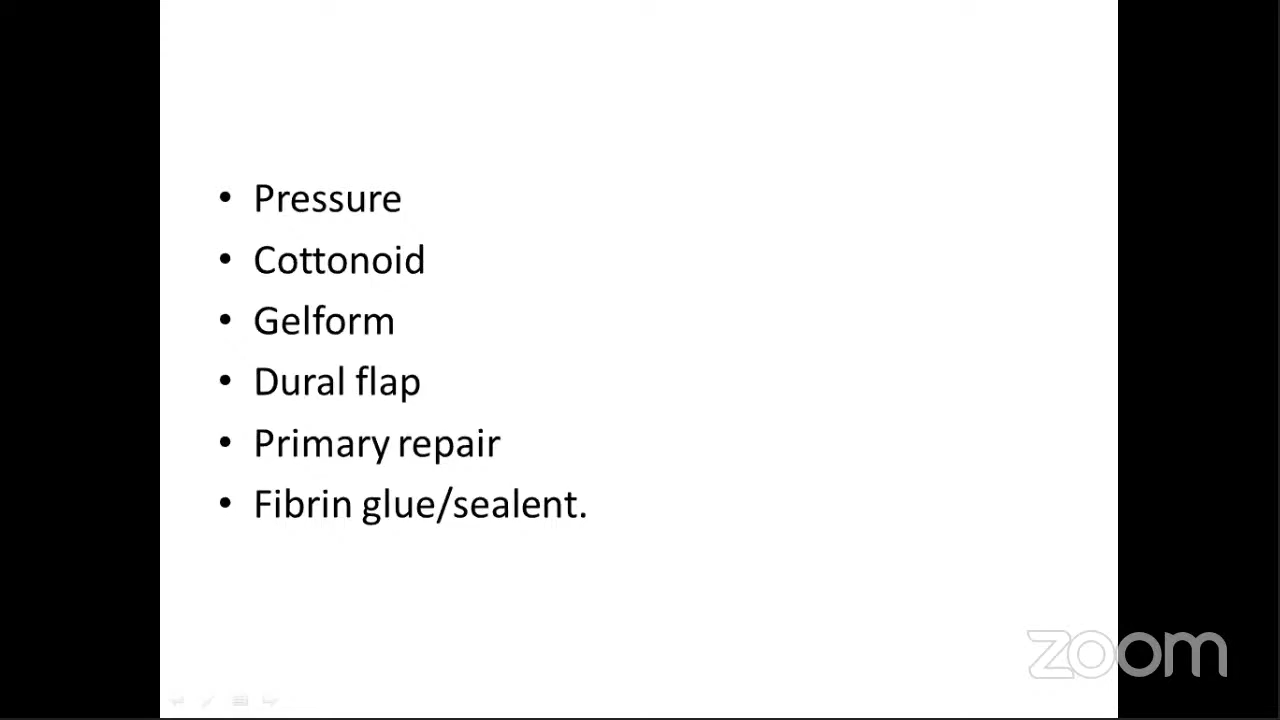 • Pressure
• Cottonoid
• Gelform
• Dural flap
• Primary repair
• Fibrin glue/sealent.
zoom